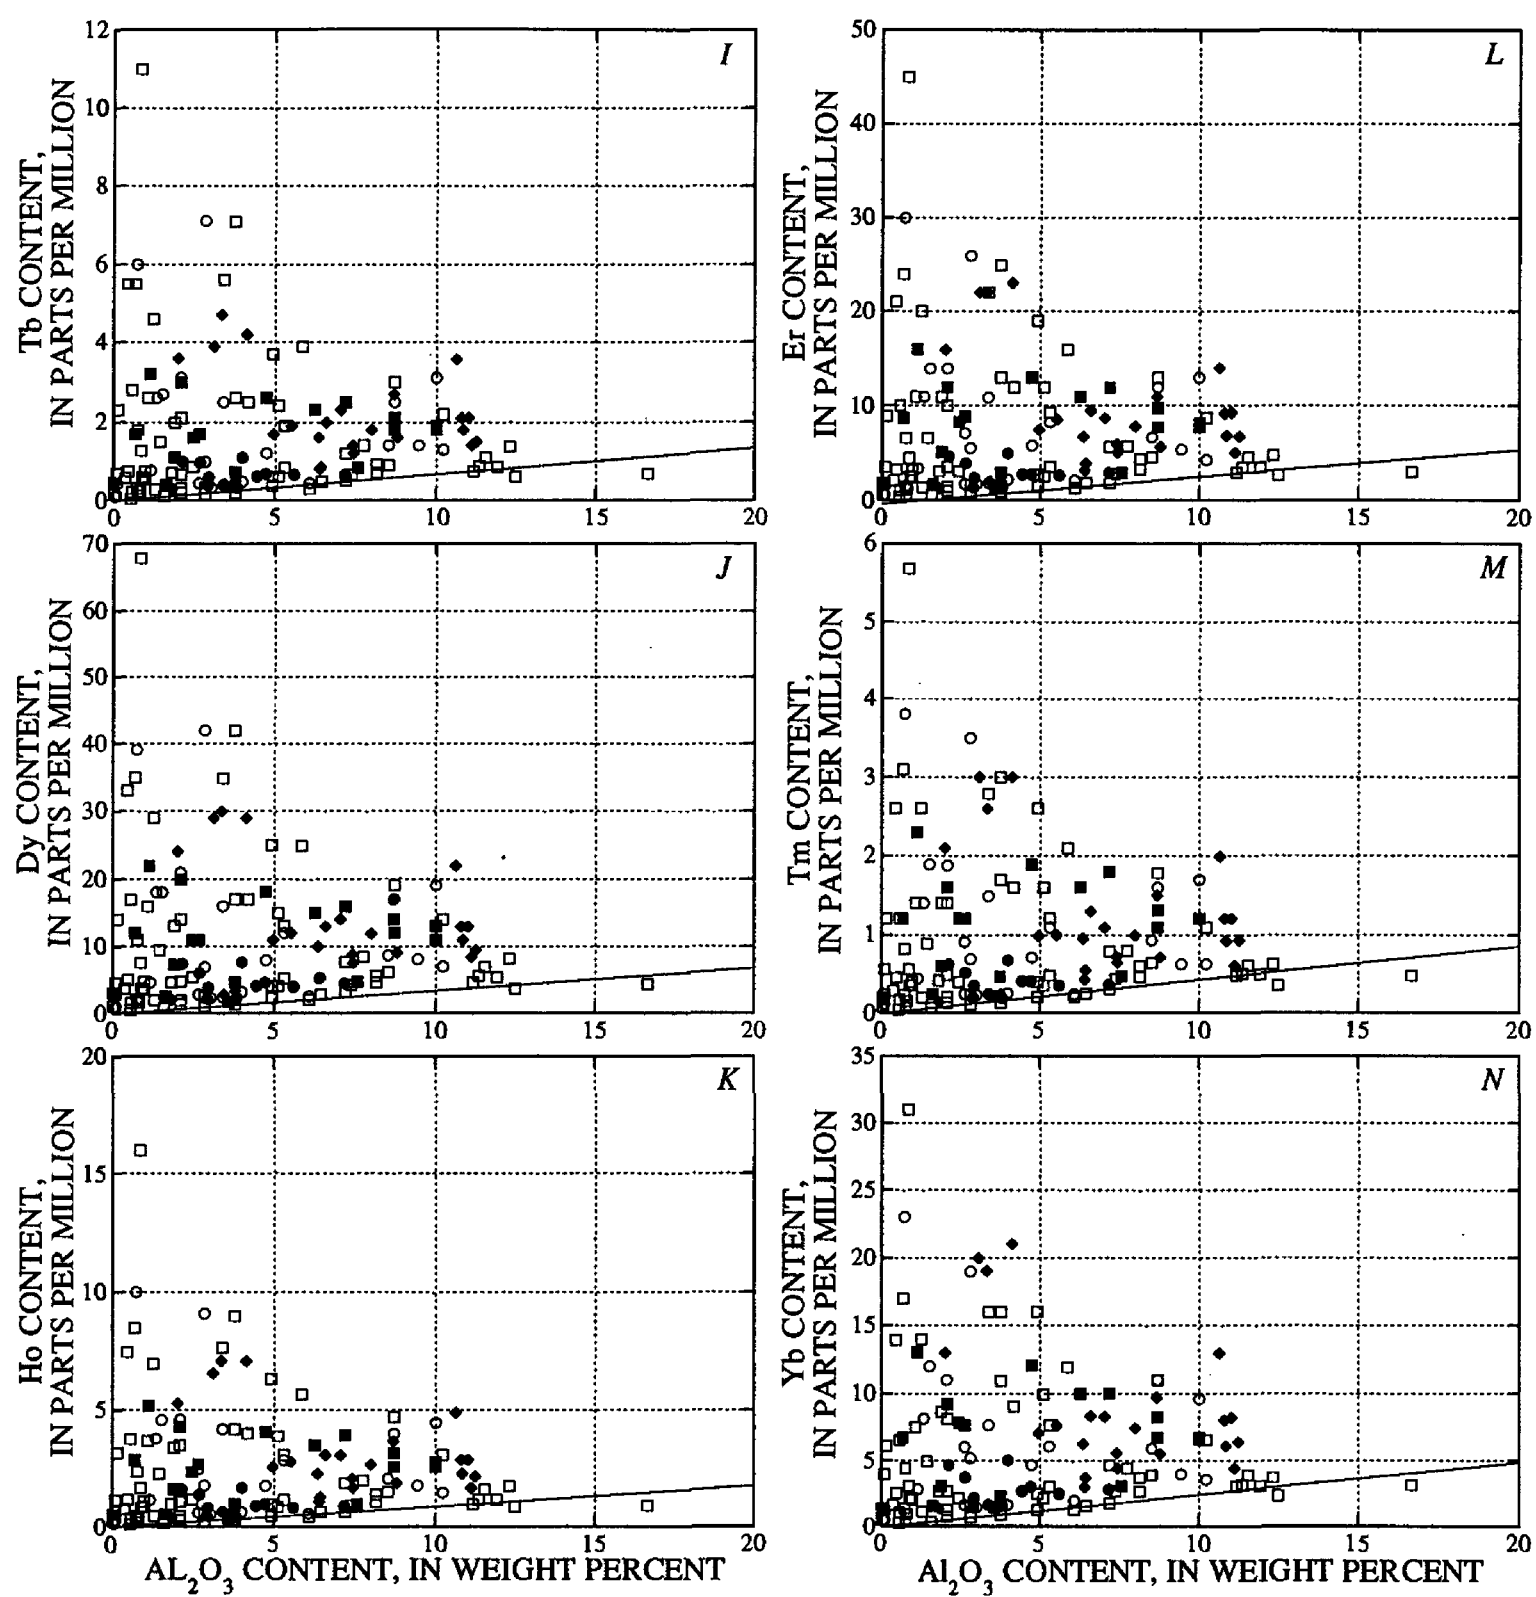 I
Tb CONTENT,
IN PARTS PER MILLION
12
10
8
6
4
2
0
0 5 10 15 20
L
Er CONTENT,
IN PARTS PER MILLION
50
40
30
20
10
0
0 5 10 15 20
J
Dy CONTENT,
IN PARTS PER MILLION
70
60
50
40
30
20
10
0
0 5 10 15 20
M
Tm CONTENT,
IN PARTS PER MILLION
6
5
4
3
2
1
0
0 5 10 15 20
K
Ho CONTENT,
IN PARTS PER MILLION
20
15
10
5
0
0 5 10 15 20
AL₂O₃ CONTENT, IN WEIGHT PERCENT
N
Yb CONTENT,
IN PARTS PER MILLION
35
30
25
20
15
10
5
0
0 5 10 15 20
Al₂O₃ CONTENT, IN WEIGHT PERCENT